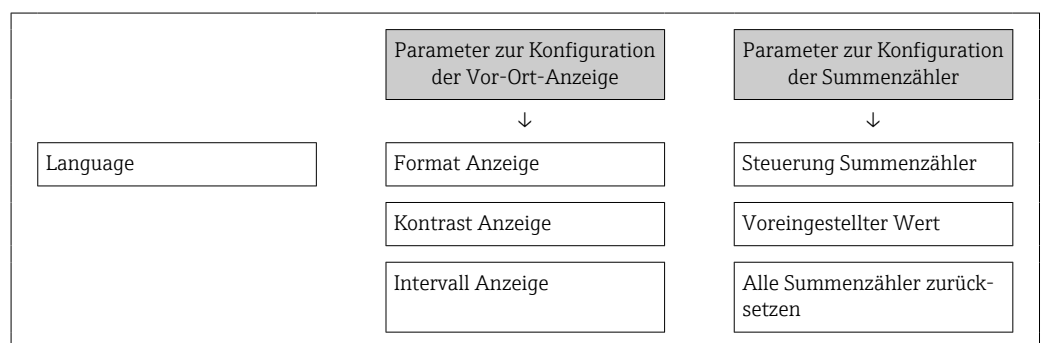 Parameter zur Konfiguration
der Vor-Ort-Anzeige
Parameter zur Konfiguration
der Summenzähler
↓
↓
Language
Format Anzeige
Steuerung Summenzähler
Kontrast Anzeige
Voreingestellter Wert
Intervall Anzeige
Alle Summenzähler zurück-
setzen